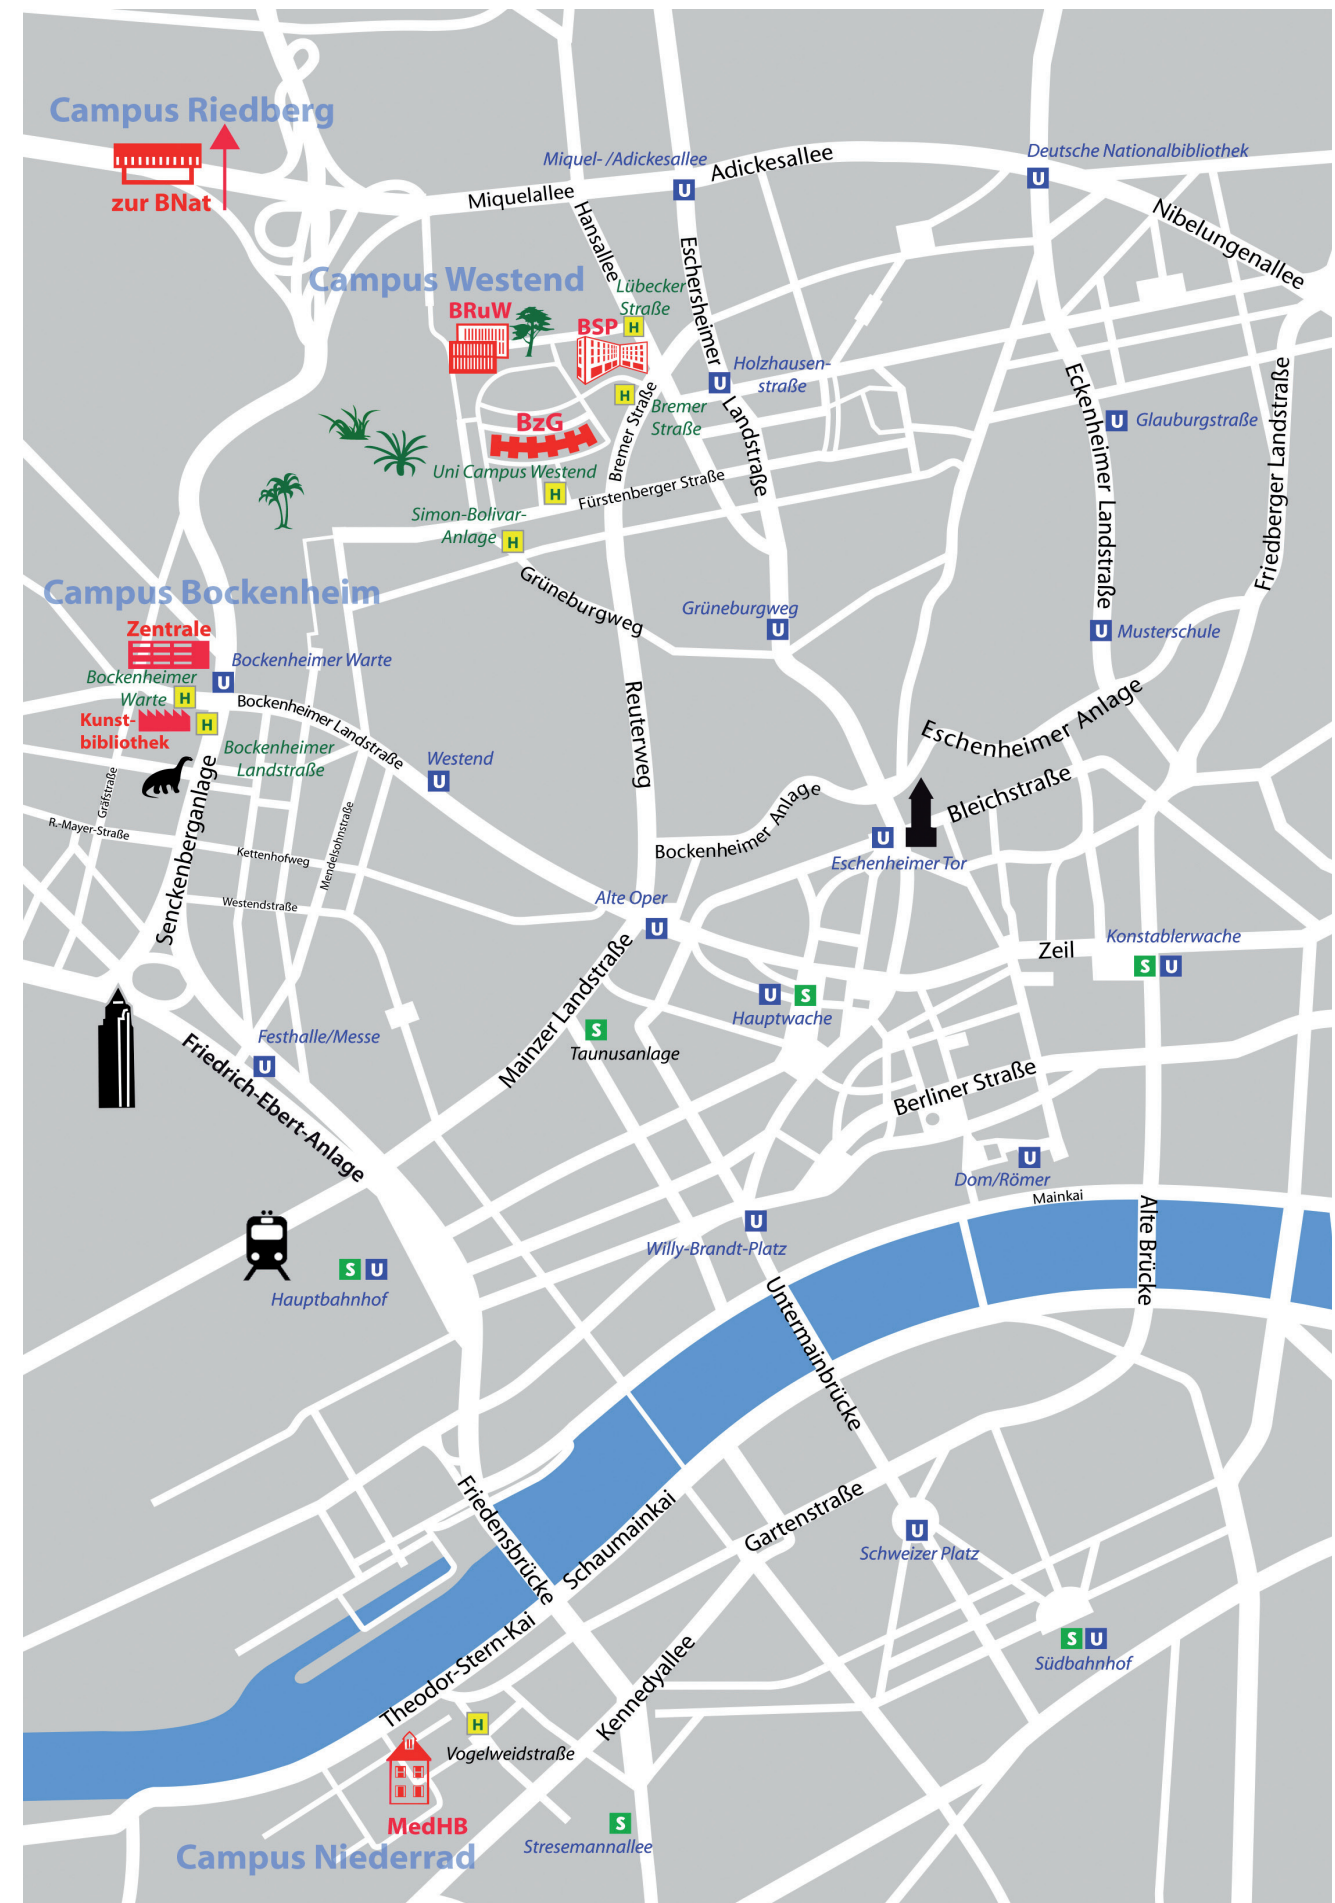 Campus Riedberg
zur BNat
Miquel- /Adickesallee
U
Adickesallee
Deutsche Nationalbibliothek
U
Miquelallee
Hansallee
Nibelungenallee
Eschersheimer
Landstraße
Campus Westend
BRuW
BSP
Lübecker
Straße
H
Holzhausen-
straße
U
H
Bremer
Straße
Bremer Straße
BzG
Uni Campus Westend
H
Fürstenberger Straße
Simon-Bolivar-
Anlage
H
Eckenheimer Landstraße
U
Glauburgstraße
Friedberger Landstraße
Grüneburgweg
Grüneburgweg
U
U
Musterschule
Campus Bockenheim
Zentrale
Bockenheimer Warte
U
Bockenheimer
Warte
H
Kunst-
bibliothek
H
Bockenheimer
Landstraße
Bockenheimer Landstraße
Westend
U
Reuterweg
Eschenheimer Anlage
Bleichstraße
Bockenheimer Anlage
U
Eschenheimer Tor
Gräfstraße
R.-Mayer-Straße
Senckenberganlage
Kettenhofweg
Mendelsohnstraße
Westendstraße
Alte Oper
U
Zeil
Konstablerwache
S
U
U
S
Hauptwache
Mainzer Landstraße
S
Taunusanlage
Festhalle/Messe
U
Friedrich-Ebert-Anlage
Berliner Straße
U
Dom/Römer
Mainkai
Alte Brücke
U
Willy-Brandt-Platz
S
U
Hauptbahnhof
Untermainbrücke
Friedensbrücke
Schaumainkai
Gartenstraße
U
Schweizer Platz
S
U
Südbahnhof
Theodor-Stern-Kai
Kennedyallee
H
Vogelweidstraße
MedHB
S
Stresemannallee
Campus Niederrad